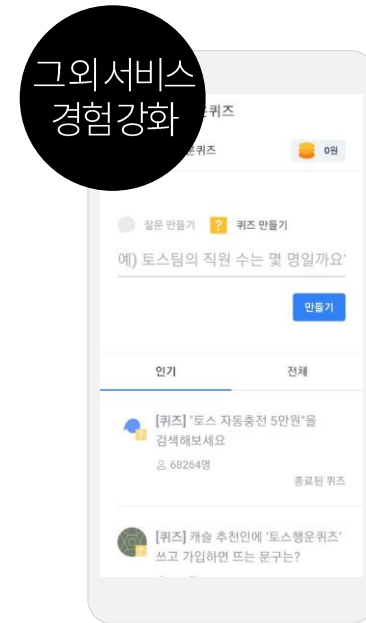 그 외 서비스
경험 강화
퀴즈
퀴즈
0원
질문 만들기
?
퀴즈 만들기
예) 토스팀의 직원 수는 몇 명일까요
만들기
인기
전체
[퀴즈] "토스 자동충전 5만원"을
검색해보세요
68264명
종료된 퀴즈
[퀴즈] 캐슬 추천인에 '토스행운퀴즈'
쓰고 가입하면 뜨는 문구는?